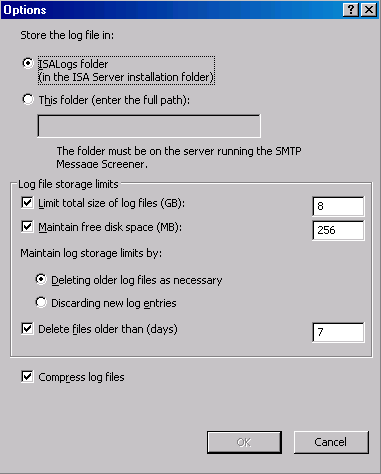 Options
Store the log file in:
ISALogs folder
(in the ISA Server installation folder)
This folder (enter the full path):
The folder must be on the server running the SMTP
Message Screener.
Log file storage limits
Limit total size of log files (GB):
8
Maintain free disk space (MB):
256
Maintain log storage limits by:
Deleting older log files as necessary
Discarding new log entries
Delete files older than (days)
7
Compress log files
OK
Cancel